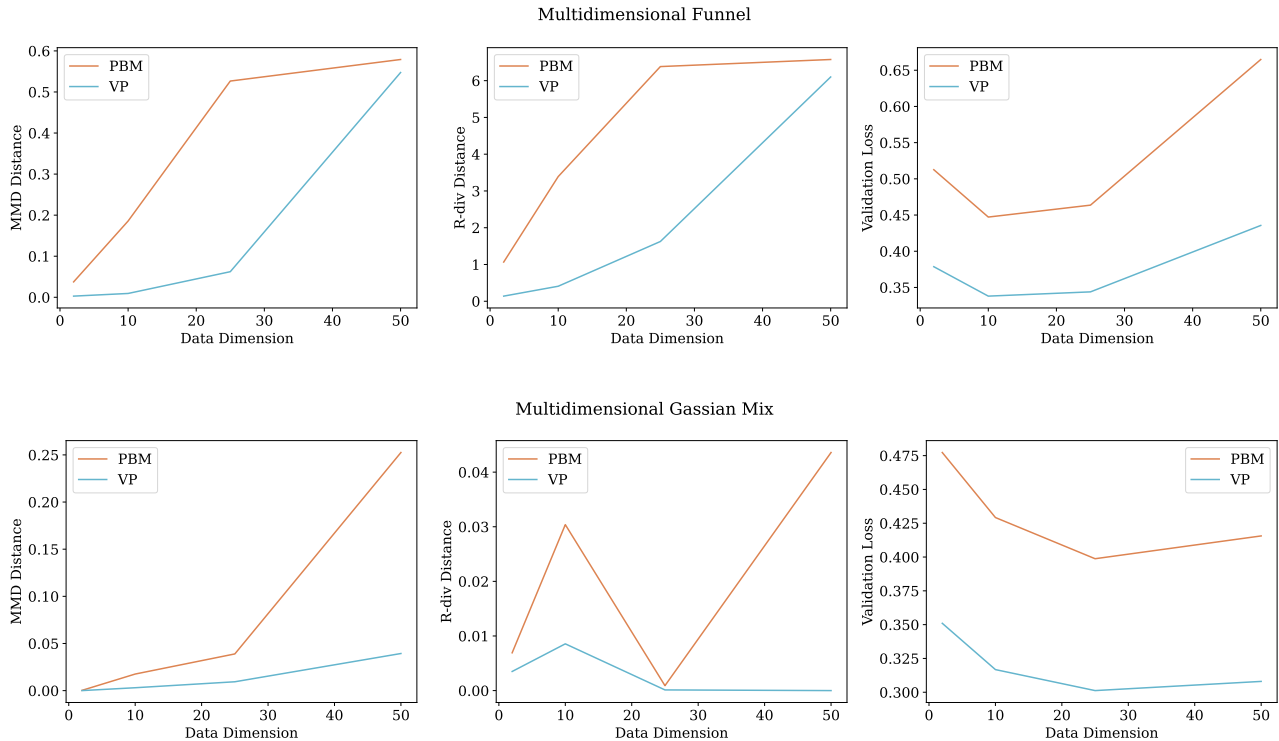 Multidimensional Funnel
MMD Distance
0.6
0.5
0.4
0.3
0.2
0.1
0.0
PBM
VP
0 10 20 30 40 50
Data Dimension
R-div Distance
6
5
4
3
2
1
0
PBM
VP
0 10 20 30 40 50
Data Dimension
Validation Loss
0.65
0.60
0.55
0.50
0.45
0.40
0.35
PBM
VP
0 10 20 30 40 50
Data Dimension
Multidimensional Gassian Mix
MMD Distance
0.25
0.20
0.15
0.10
0.05
0.00
PBM
VP
0 10 20 30 40 50
Data Dimension
R-div Distance
0.04
0.03
0.02
0.01
0.00
PBM
VP
0 10 20 30 40 50
Data Dimension
Validation Loss
0.475
0.450
0.425
0.400
0.375
0.350
0.325
0.300
PBM
VP
0 10 20 30 40 50
Data Dimension